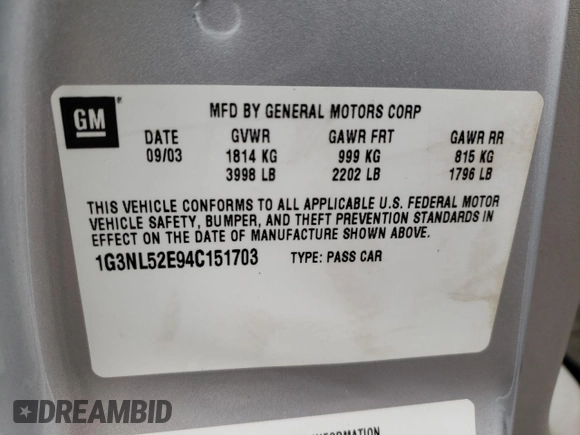 GM
MFD BY GENERAL MOTORS CORP
DATE GVWR GAWR FRT GAWR RR
09/03 1814 KG 999 KG 815 KG
3998 LB 2202 LB 1796 LB
THIS VEHICLE CONFORMS TO ALL APPLICABLE U.S. FEDERAL MOTOR
VEHICLE SAFETY, BUMPER, AND THEFT PREVENTION STANDARDS IN
EFFECT ON THE DATE OF MANUFACTURE SHOWN ABOVE.
1G3NL52E94C151703 TYPE: PASS CAR
DREAMBID
INFORMATION